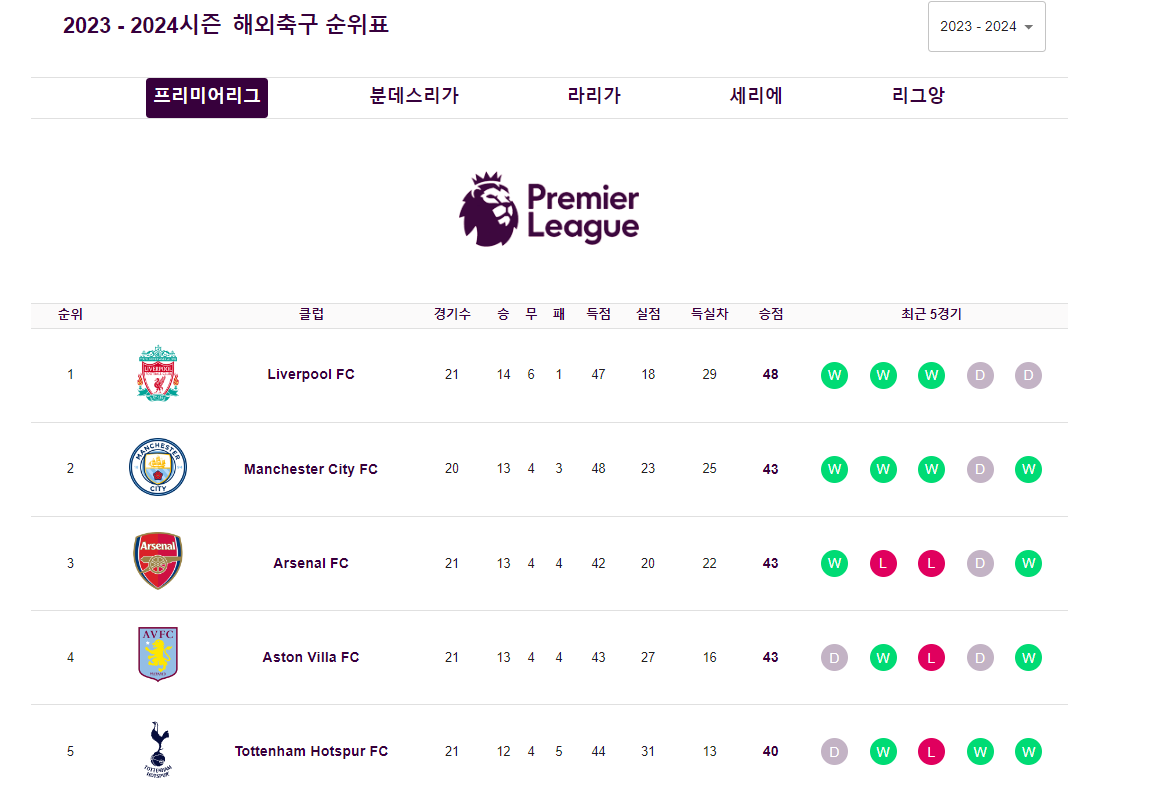 2023 - 2024시즌 해외축구 순위표
2023 - 2024
프리미어리그 분데스리가 라리가 세리에 리그앙
Premier
League
순위 클럽 경기수 승 무 패 득점 실점 득실차 승점 최근 5경기
LIVERPOOL
1 Liverpool FC 21 14 6 1 47 18 29 48 W W W D D
MANCHESTER
CITY
2 Manchester City FC 20 13 4 3 48 23 25 43 W W W D W
Arsenal
3 Arsenal FC 21 13 4 4 42 20 22 43 W L L D W
AVFC
4 Aston Villa FC 21 13 4 4 43 27 16 43 D W L D W
5 Tottenham Hotspur FC 21 12 4 5 44 31 13 40 D W L W W
TOTTENHAM
HOTSPUR